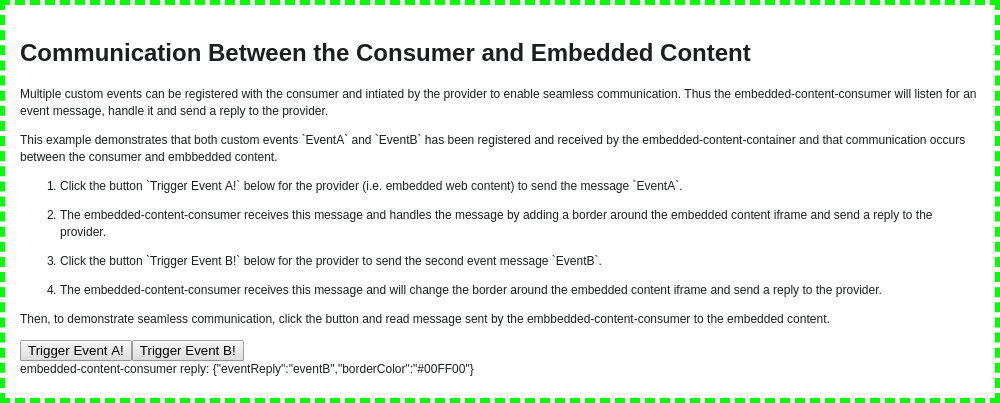 Communication Between the Consumer and Embedded Content
Multiple custom events can be registered with the consumer and intiated by the provider to enable seamless communication. Thus the embedded-content-consumer will listen for an
event message, handle it and send a reply to the provider.
This example demonstrates that both custom events `EventA` and `EventB` has been registered and received by the embedded-content-container and that communication occurs
between the consumer and embbedded content.
1. Click the button `Trigger Event A!` below for the provider (i.e. embedded web content) to send the message `EventA`.
2. The embedded-content-consumer receives this message and handles the message by adding a border around the embedded content iframe and send a reply to the
provider.
3. Click the button `Trigger Event B!` below for the provider to send the second event message `EventB`.
4. The embedded-content-consumer receives this message and will change the border around the embedded content iframe and send a reply to the provider.
Then, to demonstrate seamless communication, click the button and read message sent by the embbedded-content-consumer to the embedded content.
Trigger Event A! Trigger Event B!
embedded-content-consumer reply: {"eventReply":"eventB","borderColor":"#00FF00"}